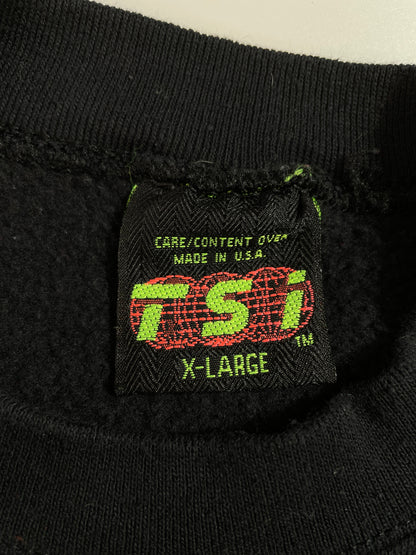 CARE/CONTENT OVER
MADE IN U.S.A.
TSi
TM
X-LARGE